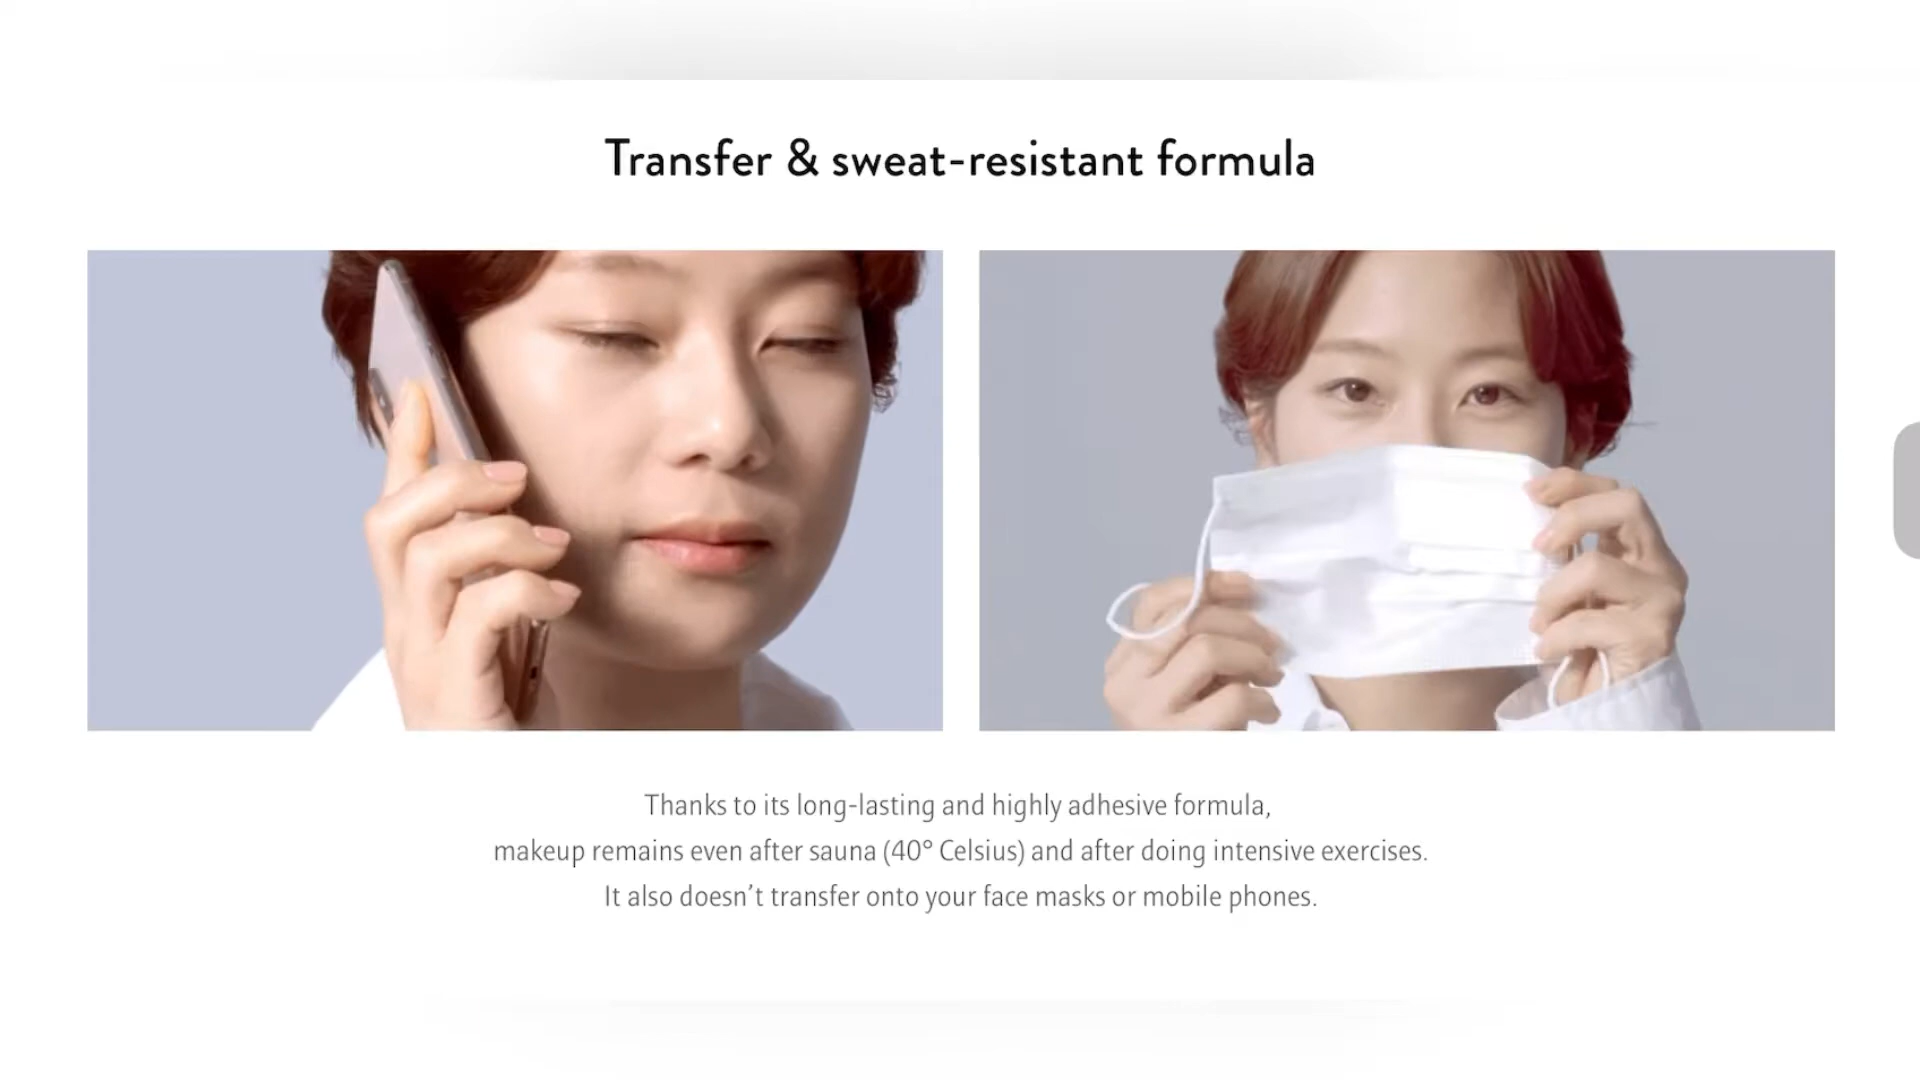 Transfer & sweat-resistant formula
Thanks to its long-lasting and highly adhesive formula,
makeup remains even after sauna (40° Celsius) and after doing intensive exercises.
It also doesn’t transfer onto your face masks or mobile phones.